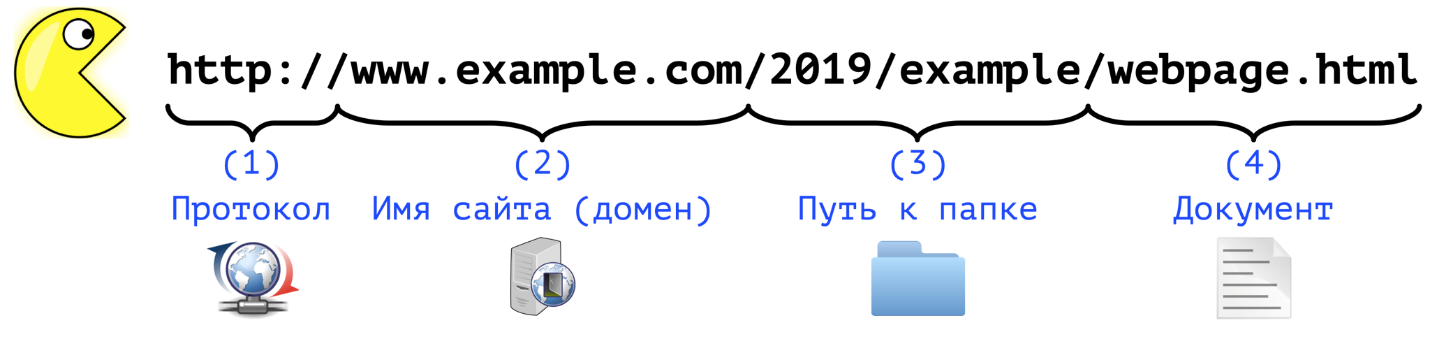 http://www.example.com/2019/example/webpage.html
(1) (2) (3) (4)
Протокол Имя сайта (домен) Путь к папке Документ